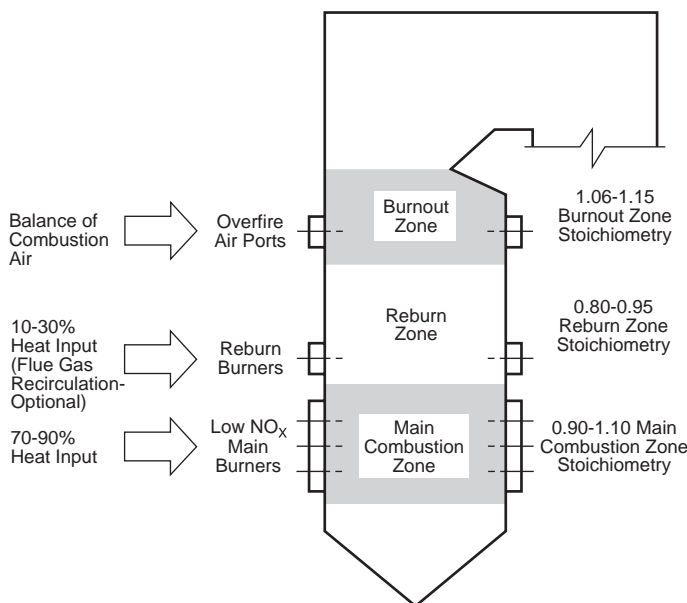 Balance of
Combustion
Air
Overfire
Air Ports
Burnout
Zone
1.06-1.15
Burnout Zone
Stoichiometry
10-30%
Heat Input
(Flue Gas
Recirculation-
Optional)
Reburn
Burners
Reburn
Zone
0.80-0.95
Reburn Zone
Stoichiometry
70-90%
Heat Input
Low NOX
Main
Burners
Main
Combustion
Zone
0.90-1.10 Main
Combustion Zone
Stoichiometry